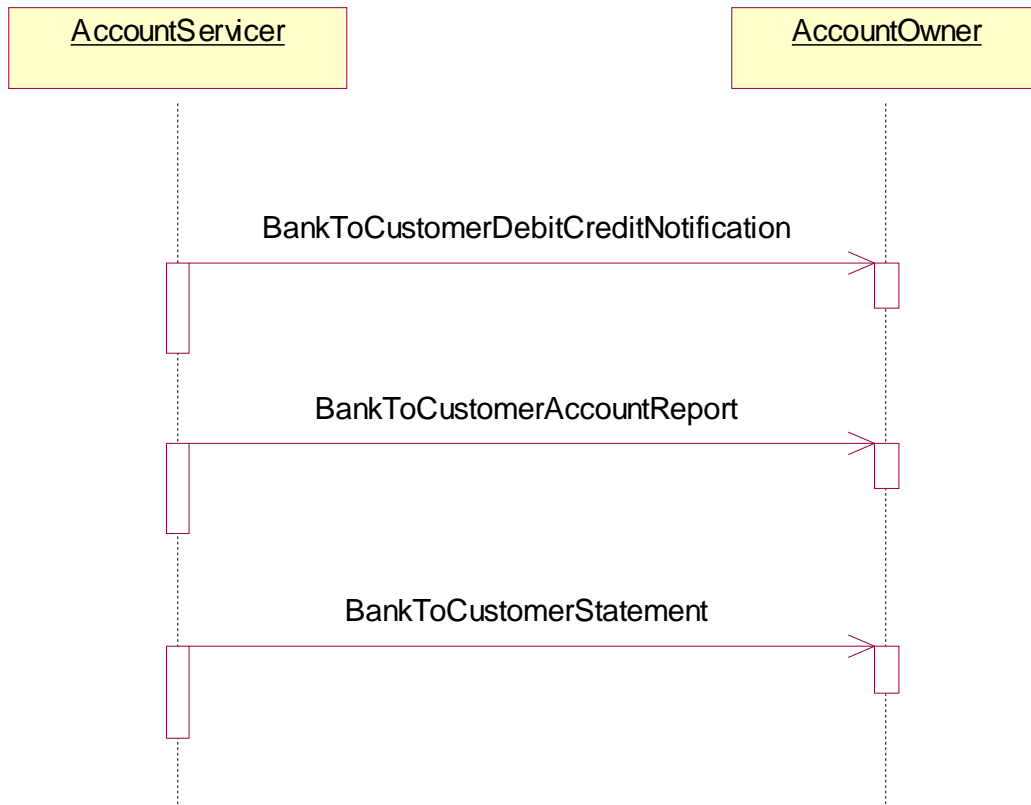 AccountServicer
AccountOwner
BankToCustomerDebitCreditNotification
BankToCustomerAccountReport
BankToCustomerStatement